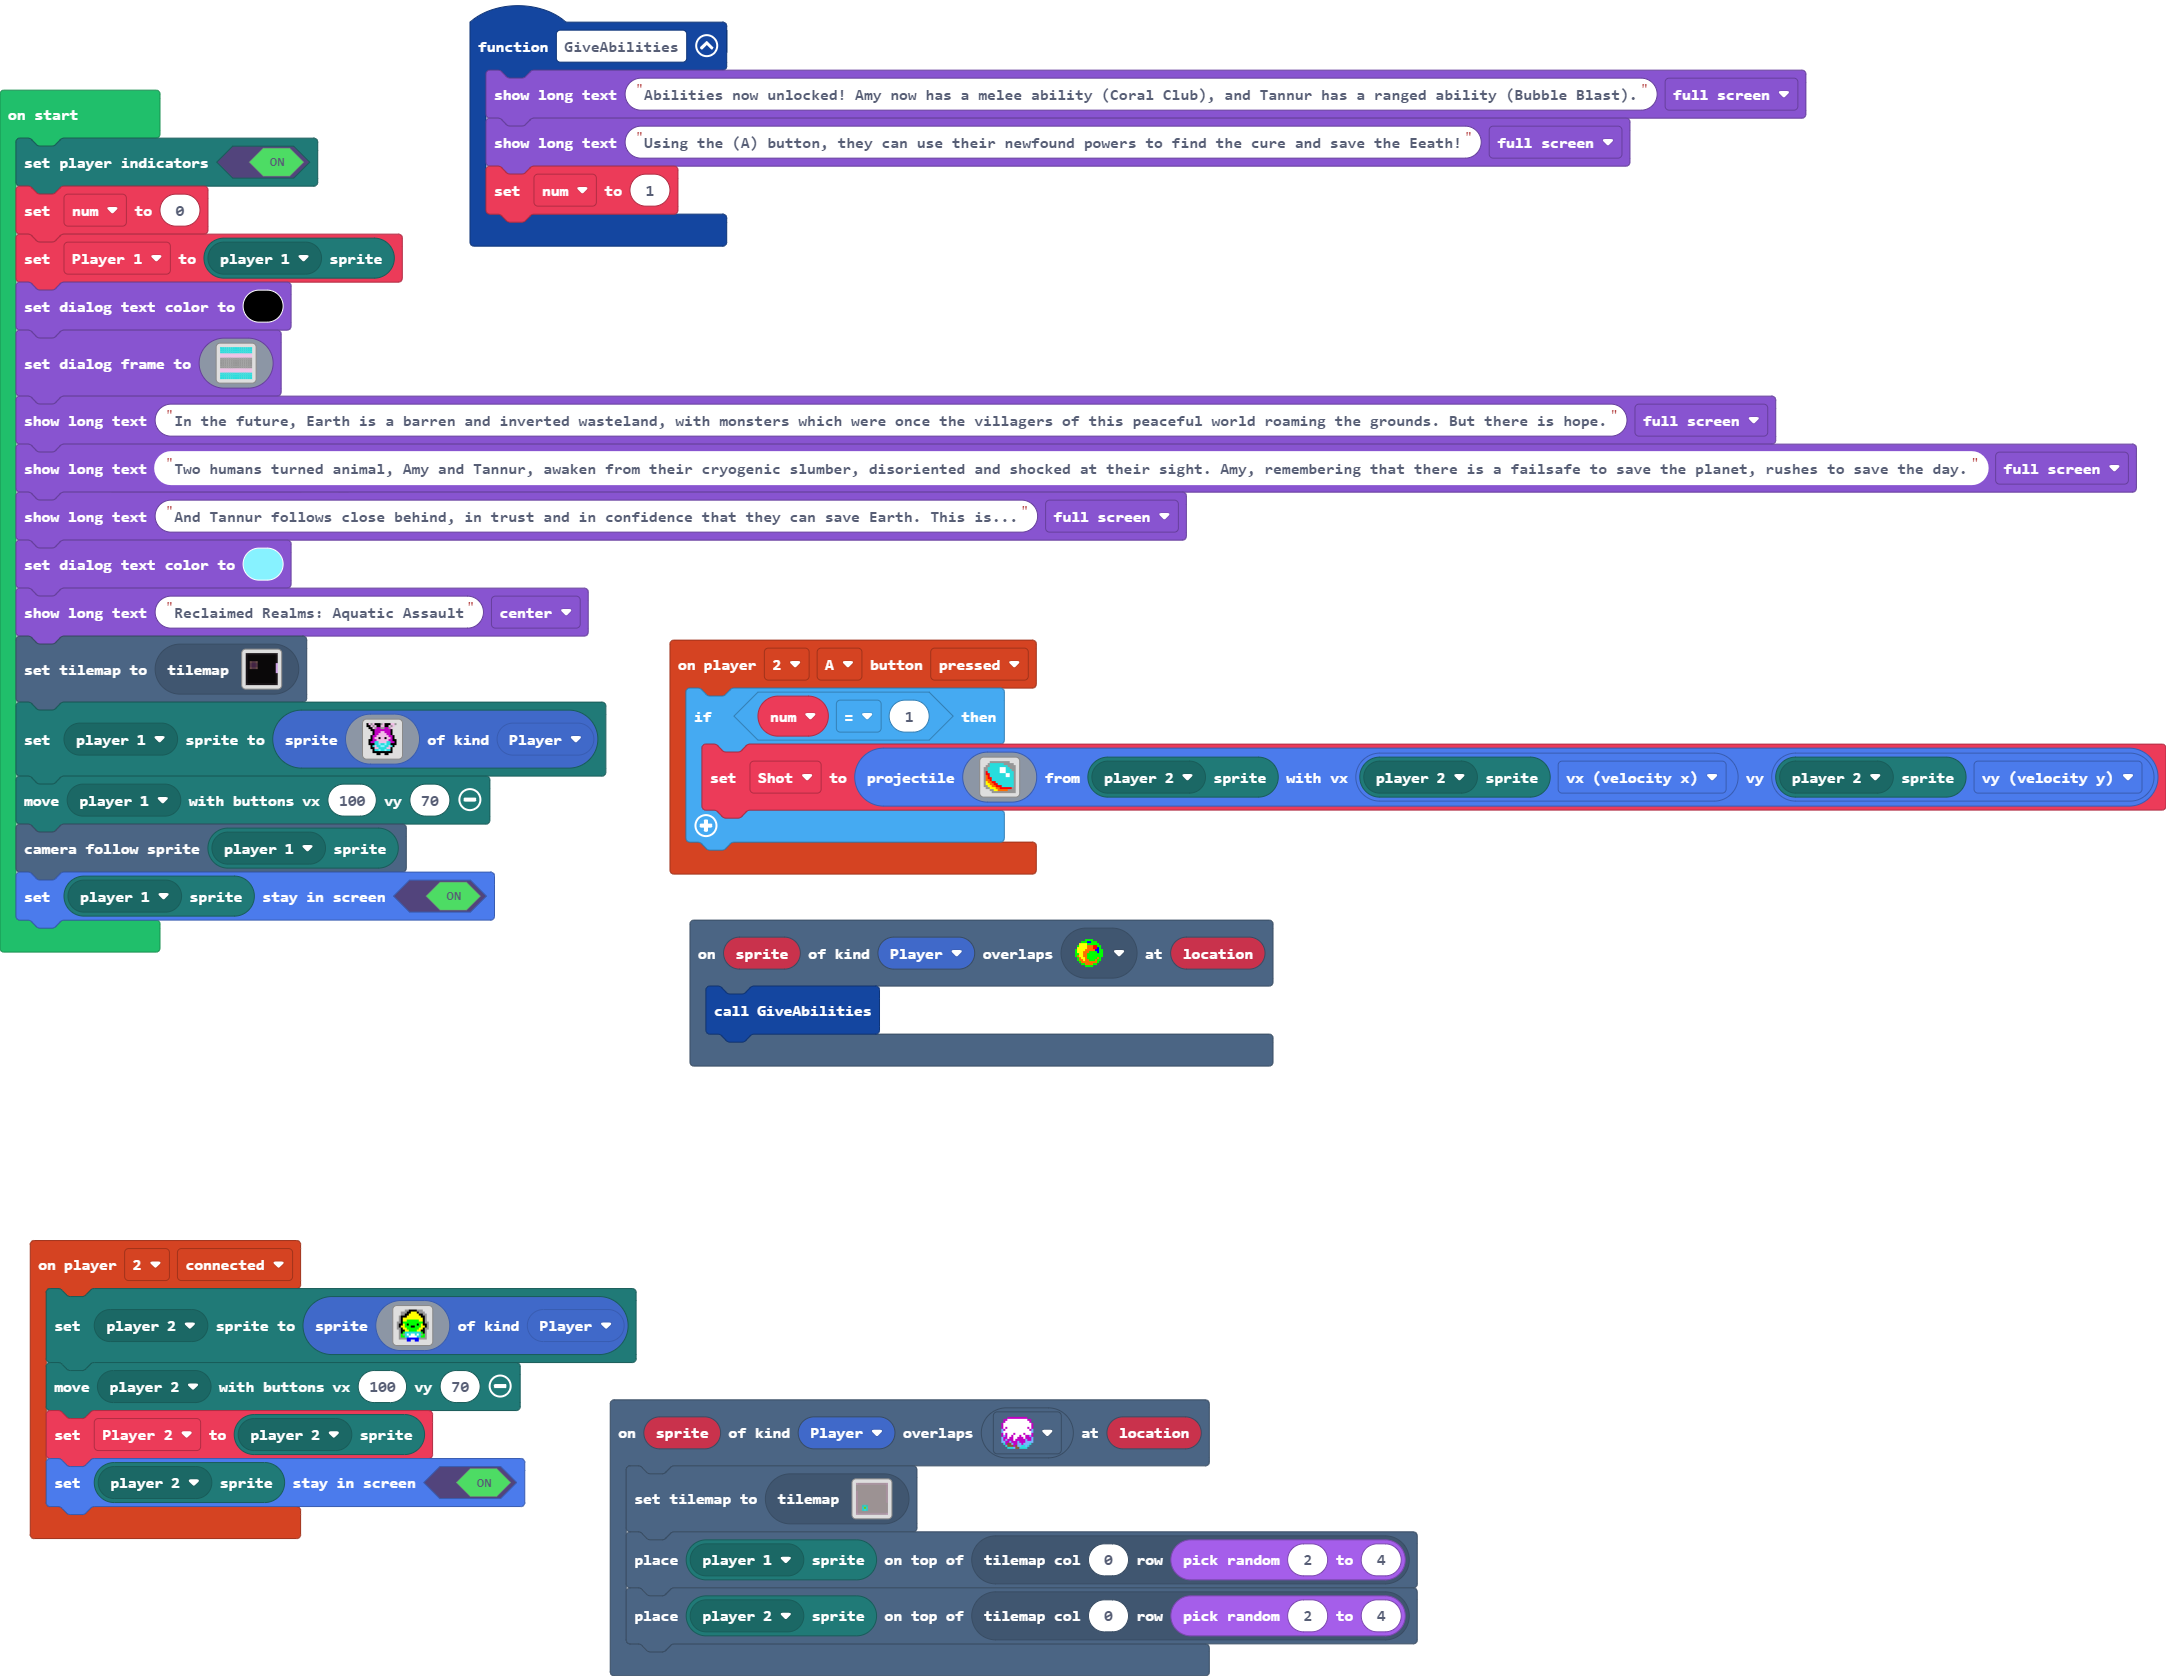 function GiveAbilities
show long text "Abilities now unlocked! Amy now has a melee ability (Coral Club), and Tannur has a ranged ability (Bubble Blast)." full screen
show long text "Using the (A) button, they can use their newfound powers to find the cure and save the Eeath!" full screen
set num to 1
on start
set player indicators ON
set num to 0
set Player 1 to player 1 sprite
set dialog text color to
set dialog frame to
show long text "In the future, Earth is a barren and inverted wasteland, with monsters which were once the villagers of this peaceful world roaming the grounds. But there is hope." full screen
show long text "Two humans turned animal, Amy and Tannur, awaken from their cryogenic slumber, disoriented and shocked at their sight. Amy, remembering that there is a failsafe to save the planet, rushes to save the day." full screen
show long text "And Tannur follows close behind, in trust and in confidence that they can save Earth. This is..." full screen
set dialog text color to
show long text "Reclaimed Realms: Aquatic Assault" center
set tilemap to tilemap
set player 1 sprite to sprite of kind Player
move player 1 with buttons vx 100 vy 70
camera follow sprite player 1 sprite
set player 1 sprite stay in screen ON
on player 2 A button pressed
if num = 1 then
set Shot to projectile from player 2 sprite with vx player 2 sprite vx (velocity x) vy player 2 sprite vy (velocity y)
on sprite of kind Player overlaps at location
call GiveAbilities
on player 2 connected
set player 2 sprite to sprite of kind Player
move player 2 with buttons vx 100 vy 70
set Player 2 to player 2 sprite
set player 2 sprite stay in screen ON
on sprite of kind Player overlaps at location
set tilemap to tilemap
place player 1 sprite on top of tilemap col 0 row pick random 2 to 4
place player 2 sprite on top of tilemap col 0 row pick random 2 to 4